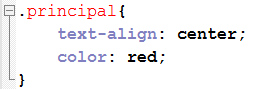 .principal{
text-align: center;
color: red;
}